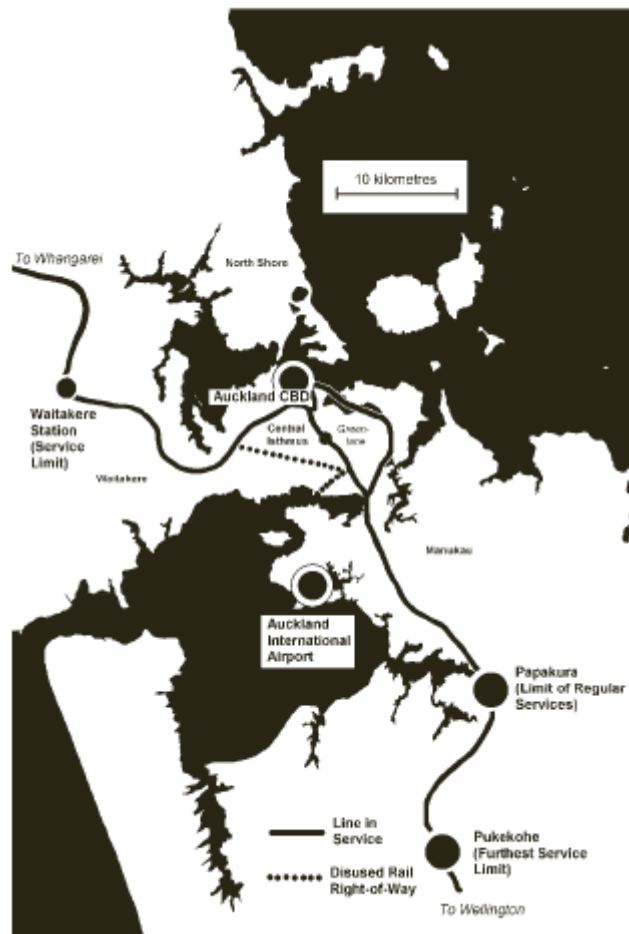 10 kilometres
To Whangarei
North Shore
Auckland CBD
Waitakere
Station
(Service
Limit)
Central
Isthmus
Green-
lane
Waitakere
Manukau
Auckland
International
Airport
Papakura
(Limit of Regular
Services)
Line in
Service
Pukekohe
(Furthest Service
Limit)
Disused Rail
Right-of-Way
To Wellington